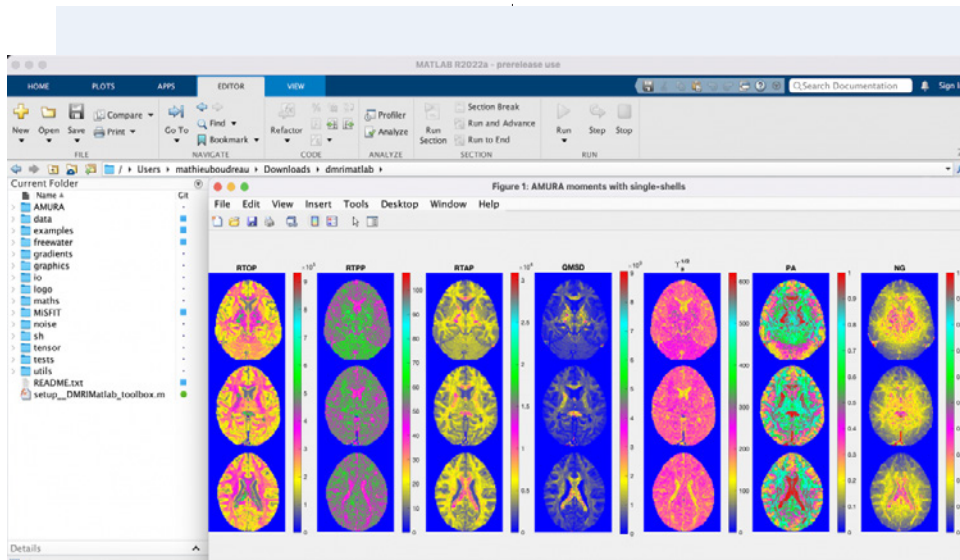 MATLAB R2022a - prerelease use
HOME PLOTS APPS EDITOR VIEW Search Documentation Sign I
New Open Save Compare Print Go To Find Bookmark Refactor Profiler Analyze Run Section Section Break Run and Advance Run to End Run Step Stop
FILE NAVIGATE CODE ANALYZE SECTION RUN
/ Users mathieuboudreau Downloads dmrimatlab
Current Folder
Name Git
AMURA
data
examples
freewater
gradients
graphics
io
logo
maths
MiSFIT
noise
sh
tensor
tests
utils
README.txt
setup__DMRIMatlab_toolbox.m
Details
Figure 1: AMURA moments with single-shells
File Edit View Insert Tools Desktop Window Help
RTOP RTPP RTAP QMSD PA NG